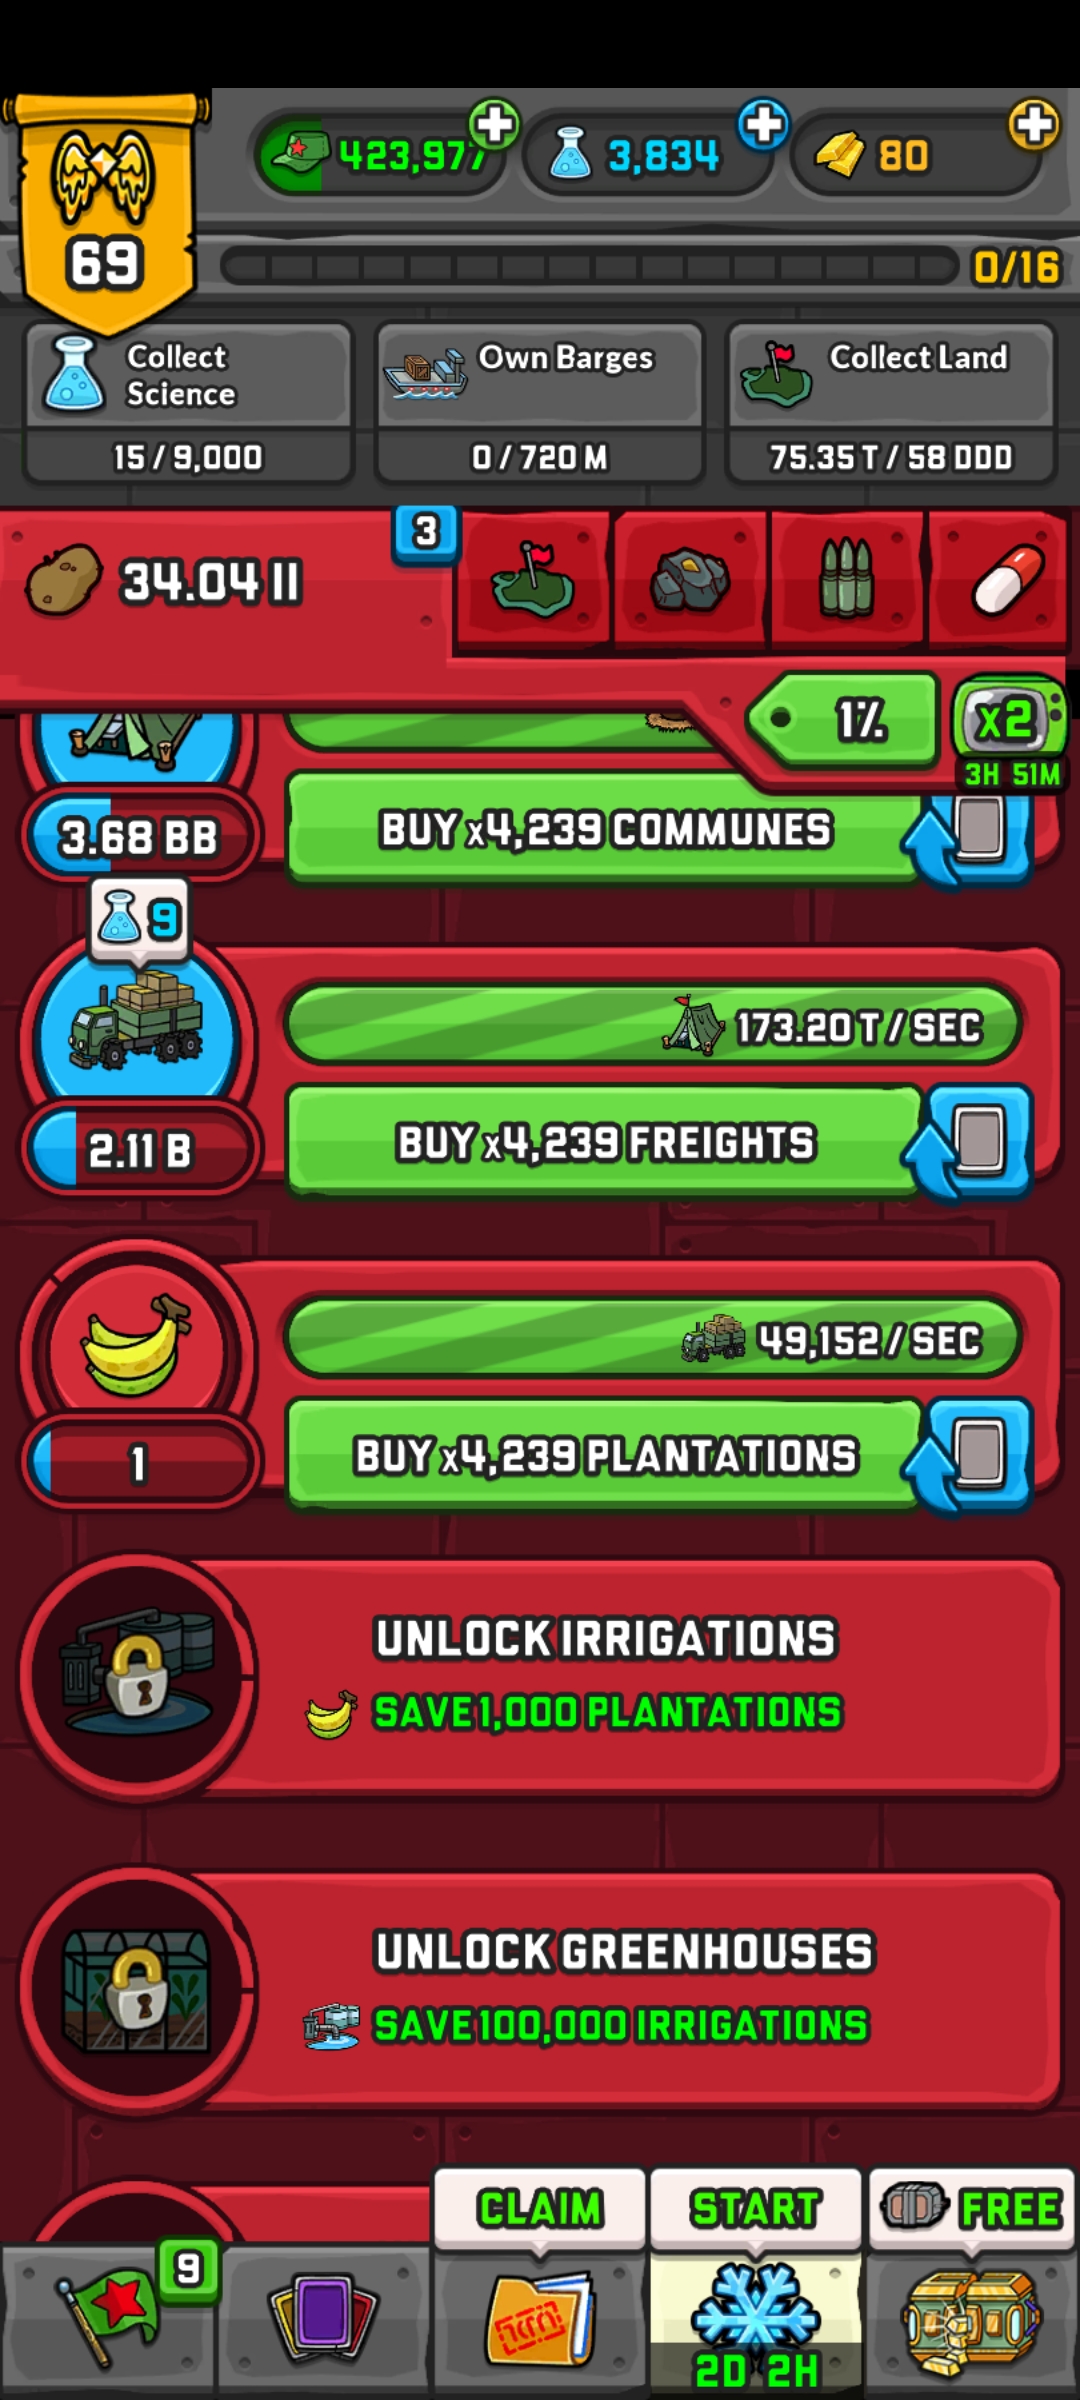 423,977
3,834
80
69
0/16
Collect
Science
15 / 9,000
Own Barges
0 / 720 M
Collect Land
75.35 T / 58 DDD
34.04 II
3
1%
x2
3H 51M
3.68 BB
BUY x4,239 COMMUNES
9
173.20 T / SEC
2.11 B
BUY x4,239 FREIGHTS
49,152 / SEC
1
BUY x4,239 PLANTATIONS
UNLOCK IRRIGATIONS
SAVE 1,000 PLANTATIONS
UNLOCK GREENHOUSES
SAVE 100,000 IRRIGATIONS
CLAIM
START
FREE
9
2D 2H